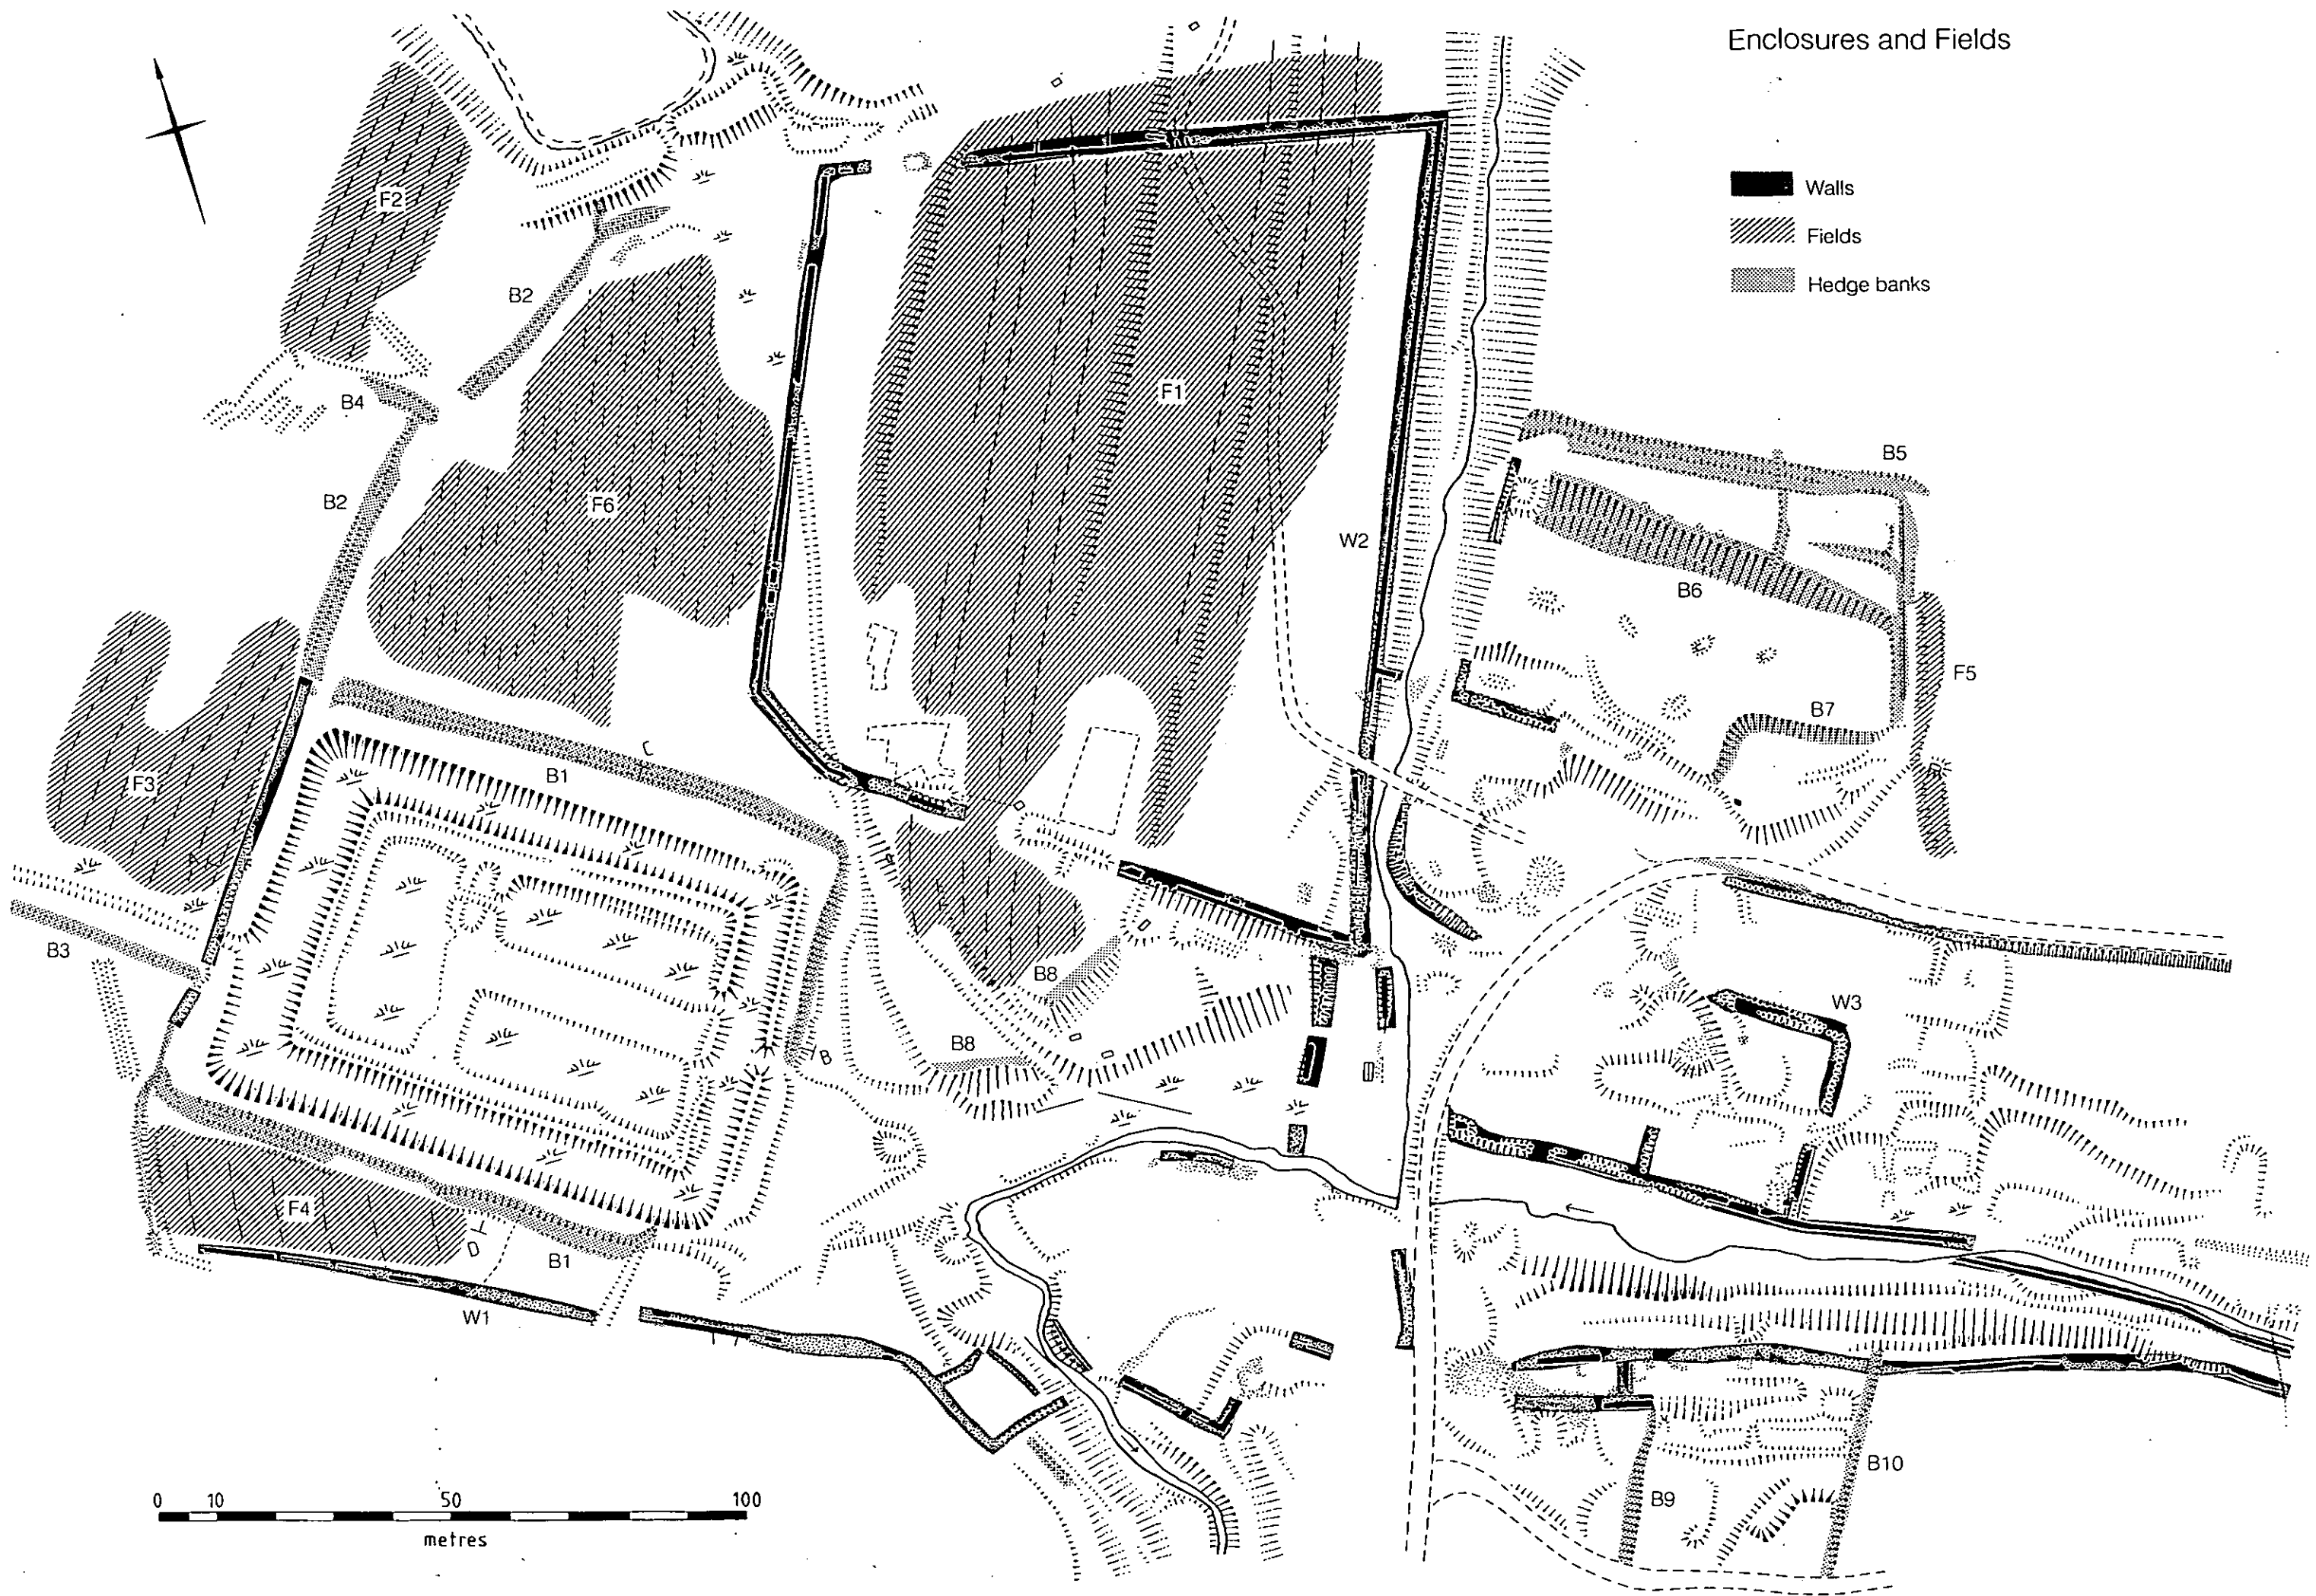 Enclosures and Fields
Walls
Fields
Hedge banks
F2
B2
B4
F1
B5
B2
F6
W2
B6
F5
B7
C
B1
F3
B3
B8
W3
B8
B
F4
D
B1
W1
B10
B9
0 10 50 100
metres